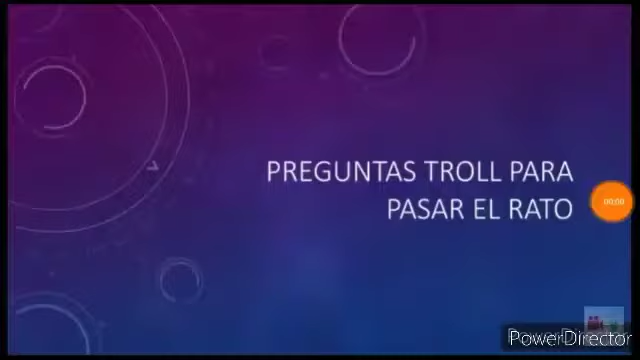 PREGUNTAS TROLL PARA
PASAR EL RATO
00:00
PowerDirector